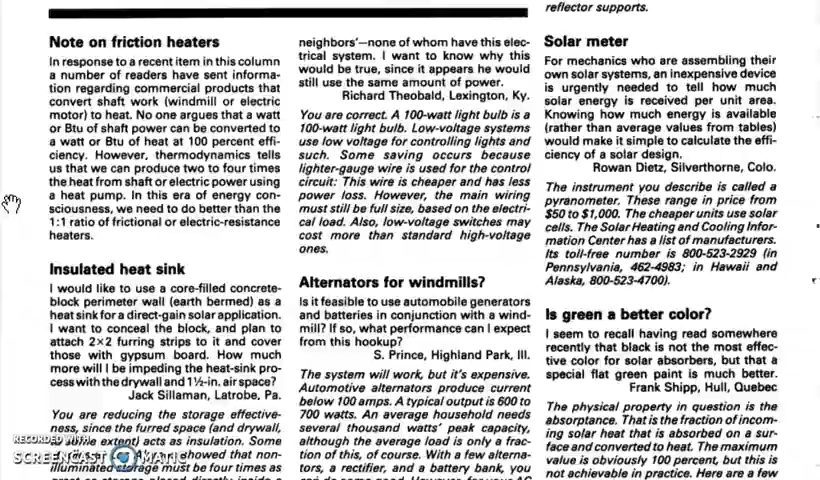 Note on friction heaters
In response to a recent item in this column
a number of readers have sent informa-
tion regarding commercial products that
convert shaft work (windmill or electric
motor) to heat. No one argues that a watt
or Btu of shaft power can be converted to
a watt or Btu of heat at 100 percent effi-
ciency. However, thermodynamics tells
us that we can produce two to four times
the heat from shaft or electric power using
a heat pump. In this era of energy con-
sciousness, we need to do better than the
1:1 ratio of frictional or electric-resistance
heaters.
Insulated heat sink
I would like to use a core-filled concrete-
block perimeter wall (earth bermed) as a
heat sink for a direct-gain solar application.
I want to conceal the block, and plan to
attach 2×2 furring strips to it and cover
those with gypsum board. How much
more will I be impeding the heat-sink pro-
cess with the drywall and 1½-in. air space?
Jack Sillaman, Latrobe, Pa.
You are reducing the storage effective-
ness, since the furred space (and drywall,
to some extent) acts as insulation. Some
showed that non-
illuminated storage must be four times as
great as storage placed directly inside a
neighbors'—none of whom have this elec-
trical system. I want to know why this
would be true, since it appears he would
still use the same amount of power.
Richard Theobald, Lexington, Ky.
You are correct. A 100-watt light bulb is a
100-watt light bulb. Low-voltage systems
use low voltage for controlling lights and
such. Some saving occurs because
lighter-gauge wire is used for the control
circuit: This wire is cheaper and has less
power loss. However, the main wiring
must still be full size, based on the electri-
cal load. Also, low-voltage switches may
cost more than standard high-voltage
ones.
Alternators for windmills?
Is it feasible to use automobile generators
and batteries in conjunction with a wind-
mill? If so, what performance can I expect
from this hookup?
S. Prince, Highland Park, Ill.
The system will work, but it's expensive.
Automotive alternators produce current
below 100 amps. A typical output is 600 to
700 watts. An average household needs
several thousand watts' peak capacity,
although the average load is only a frac-
tion of this, of course. With a few alterna-
tors, a rectifier, and a battery bank, you
can do some good. However, for your AC
reflector supports.
Solar meter
For mechanics who are assembling their
own solar systems, an inexpensive device
is urgently needed to tell how much
solar energy is received per unit area.
Knowing how much energy is available
(rather than average values from tables)
would make it simple to calculate the effi-
ciency of a solar design.
Rowan Dietz, Silverthorne, Colo.
The instrument you describe is called a
pyranometer. These range in price from
$50 to $1,000. The cheaper units use solar
cells. The Solar Heating and Cooling Infor-
mation Center has a list of manufacturers.
Its toll-free number is 800-523-2929 (in
Pennsylvania, 462-4983; in Hawaii and
Alaska, 800-523-4700).
Is green a better color?
I seem to recall having read somewhere
recently that black is not the most effec-
tive color for solar absorbers, but that a
special flat green paint is much better.
Frank Shipp, Hull, Quebec
The physical property in question is the
absorptance. That is the fraction of incom-
ing solar heat that is absorbed on a sur-
face and converted to heat. The maximum
value is obviously 100 percent, but this is
not achievable in practice. Here are a few
RECORDED WITH
SCREENCAST MATIC